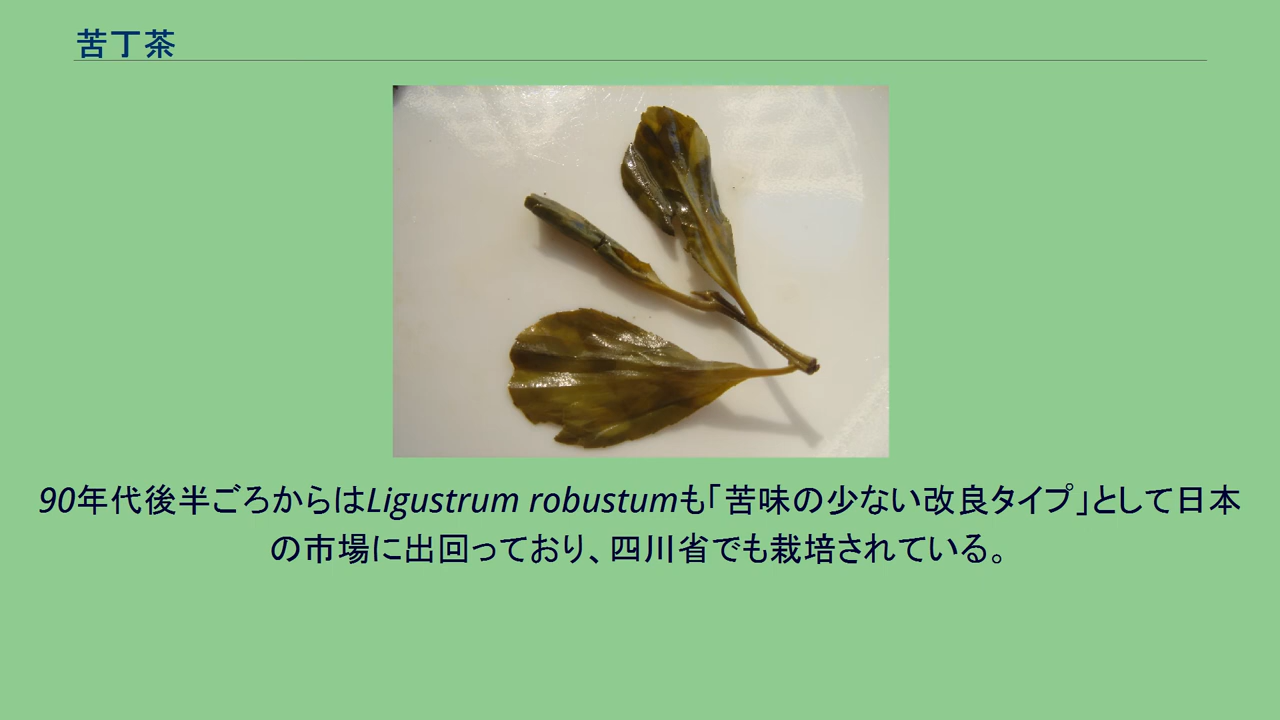 苦丁茶
90年代後半ごろからはLigustrum robustumも「苦味の少ない改良タイプ」として日本
の市場に出回っており、四川省でも栽培されている。